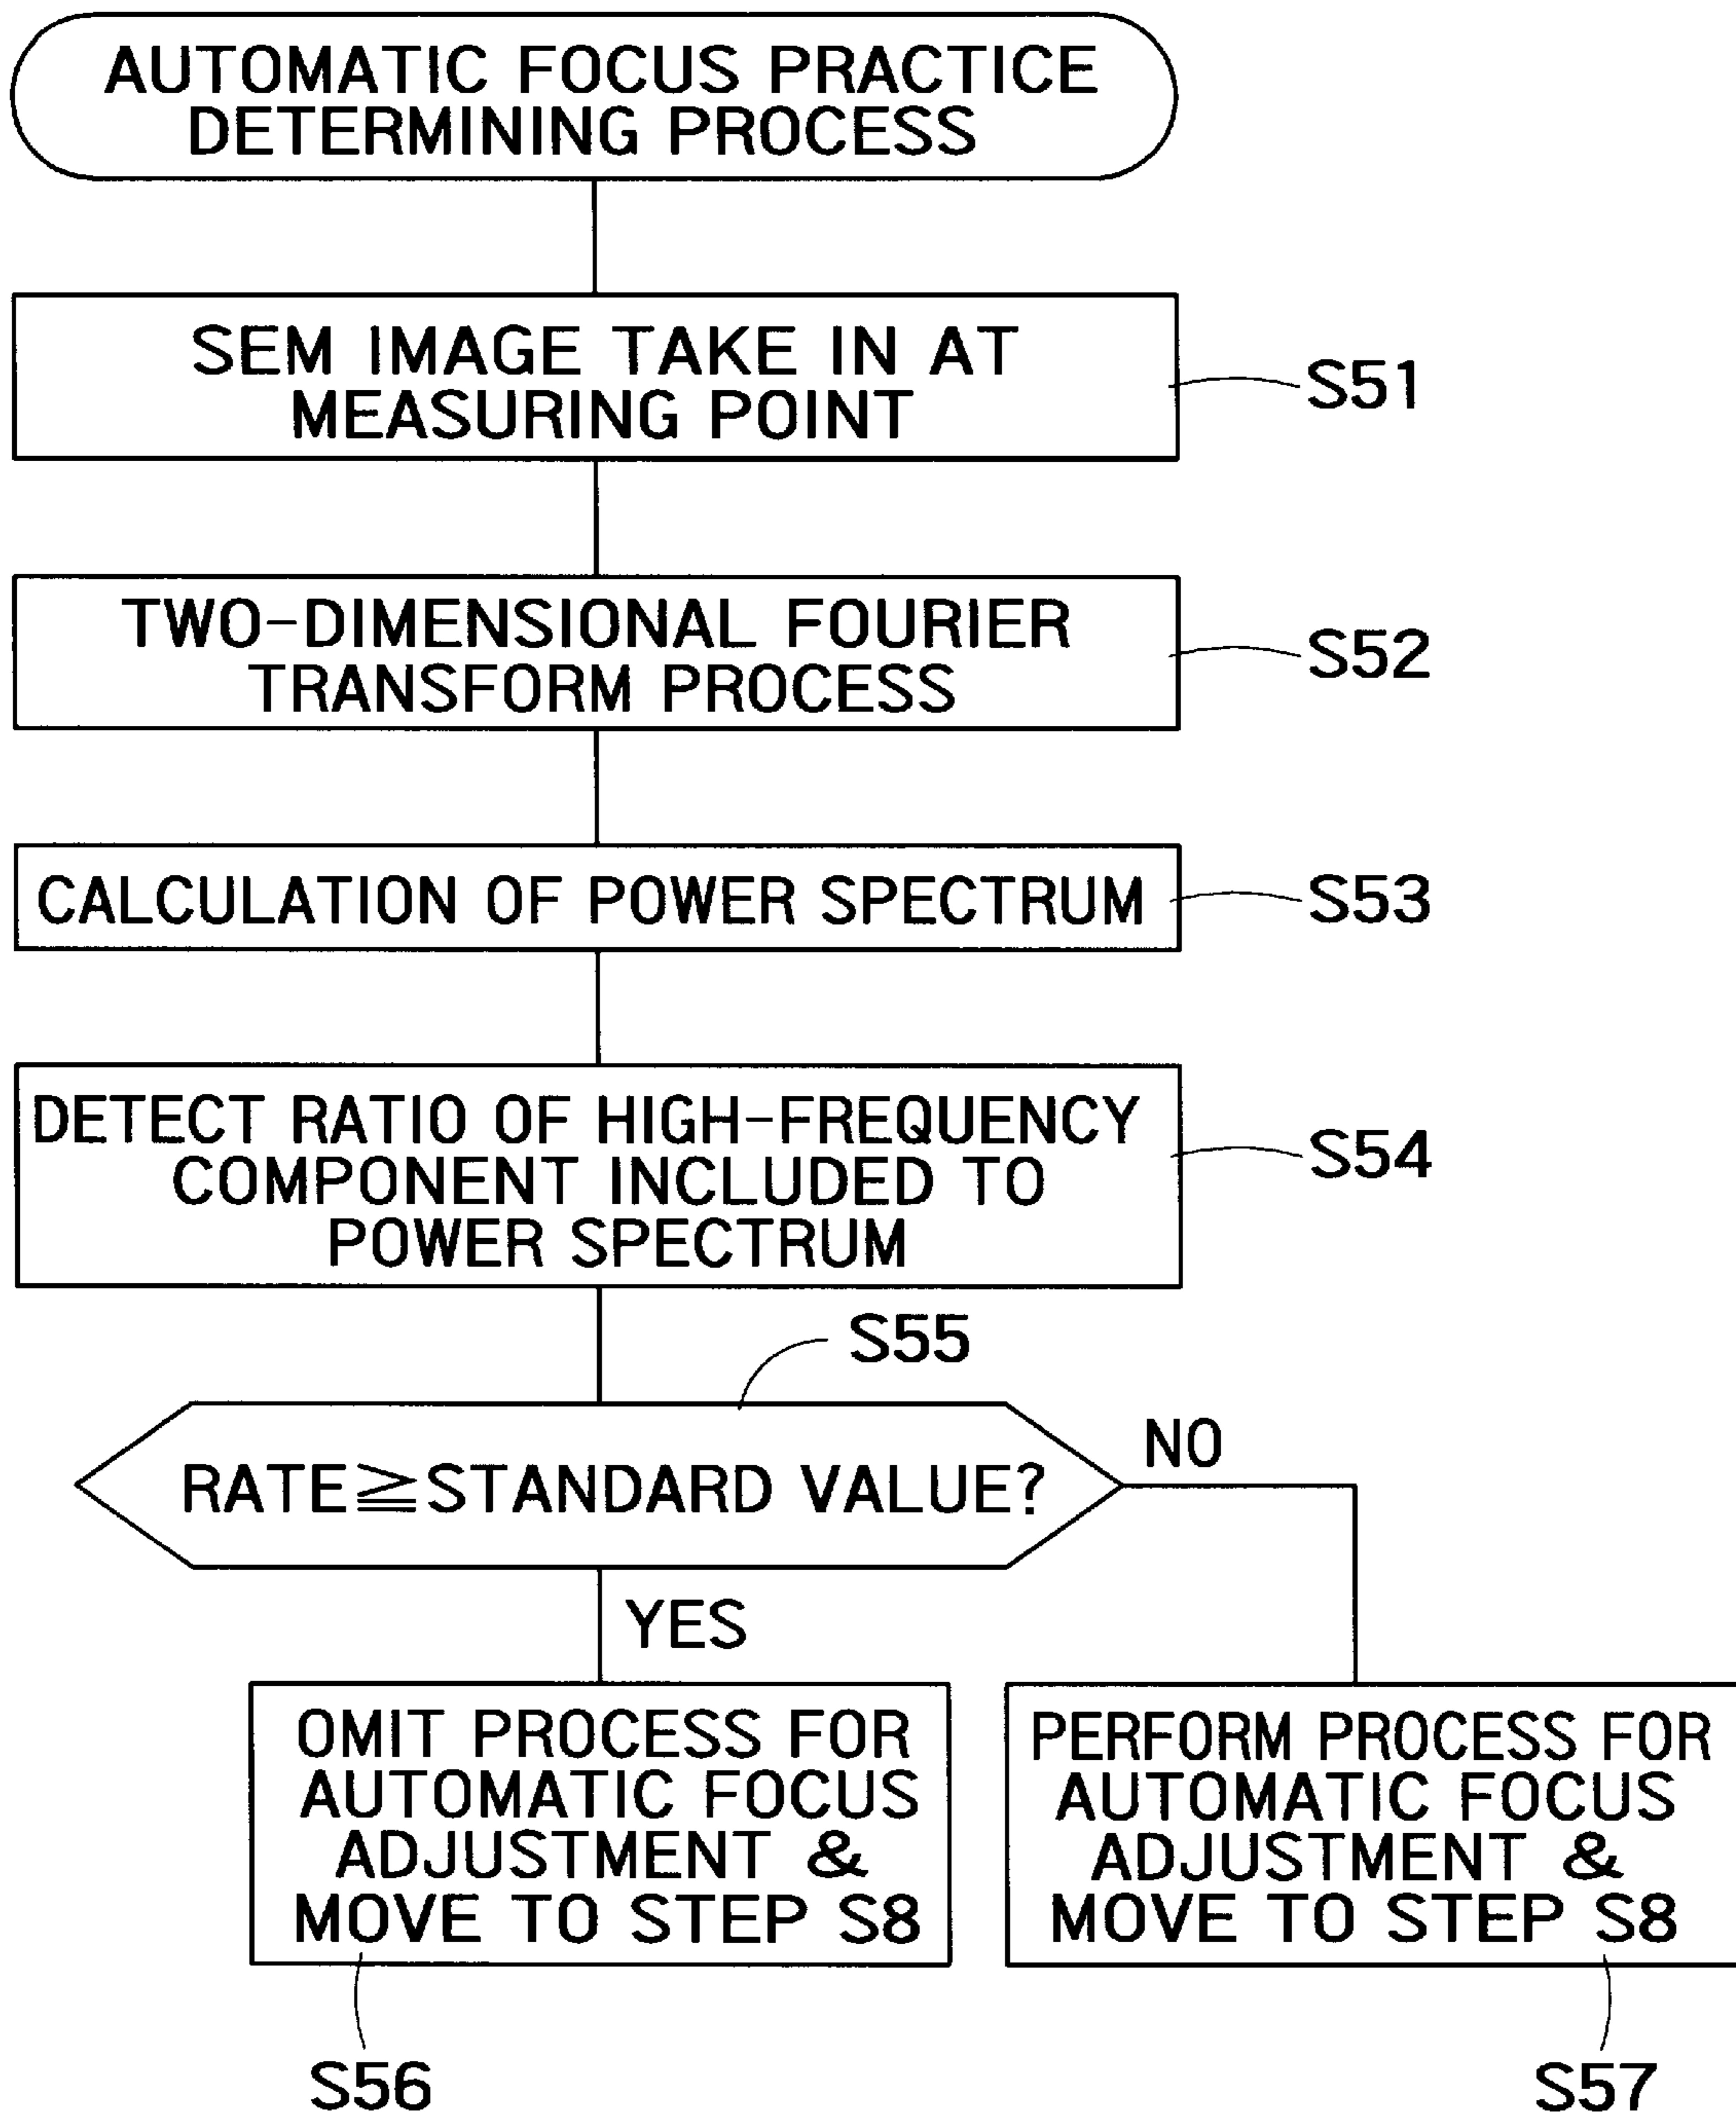 AUTOMATIC FOCUS PRACTICE
DETERMINING PROCESS
SEM IMAGE TAKE IN AT
MEASURING POINT
S51
TWO-DIMENSIONAL FOURIER
TRANSFORM PROCESS
S52
CALCULATION OF POWER SPECTRUM
S53
DETECT RATIO OF HIGH-FREQUENCY
COMPONENT INCLUDED TO
POWER SPECTRUM
S54
S55
RATE≧STANDARD VALUE?
NO
YES
OMIT PROCESS FOR
AUTOMATIC FOCUS
ADJUSTMENT &
MOVE TO STEP S8
S56
PERFORM PROCESS FOR
AUTOMATIC FOCUS
ADJUSTMENT &
MOVE TO STEP S8
S57